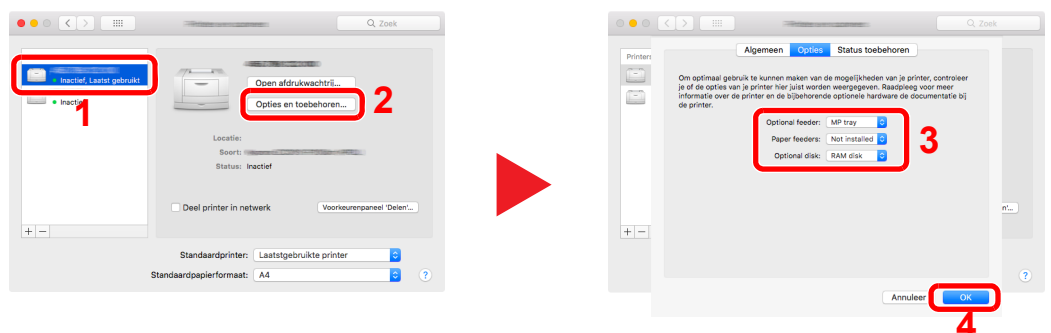 Zoek
Inactief, Laatst gebruikt
Inactief
1
Open afdrukwachtrij...
Opties en toebehoren...
2
Locatie:
Soort:
Status: Inactief
Deel printer in netwerk
Voorkeurenpaneel 'Delen'...
+ −
Standaardprinter: Laatstgebruikte printer
Standaardpapierformaat: A4
?
Zoek
Printers
Algemeen Opties Status toebehoren
Om optimaal gebruik te kunnen maken van de mogelijkheden van je printer, controleer
je of de opties van je printer hier juist worden weergegeven. Raadpleeg voor meer
informatie over de printer en de bijbehorende optionele hardware de documentatie bij
de printer.
Optional feeder: MP tray
Paper feeders: Not installed
Optional disk: RAM disk
3
n'...
+ −
?
Annuleer OK
4